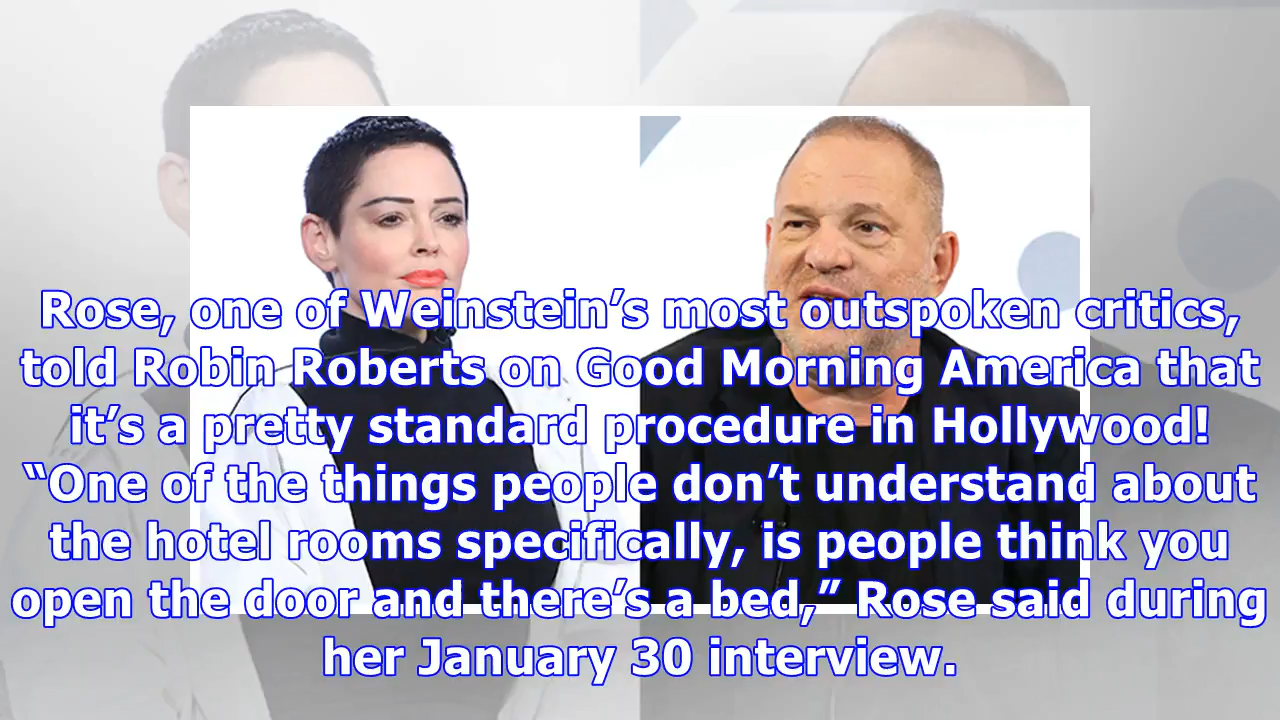 Rose, one of Weinstein’s most outspoken critics,
told Robin Roberts on Good Morning America that
it’s a pretty standard procedure in Hollywood!
“One of the things people don’t understand about
the hotel rooms specifically, is people think you
open the door and there’s a bed,” Rose said during
her January 30 interview.